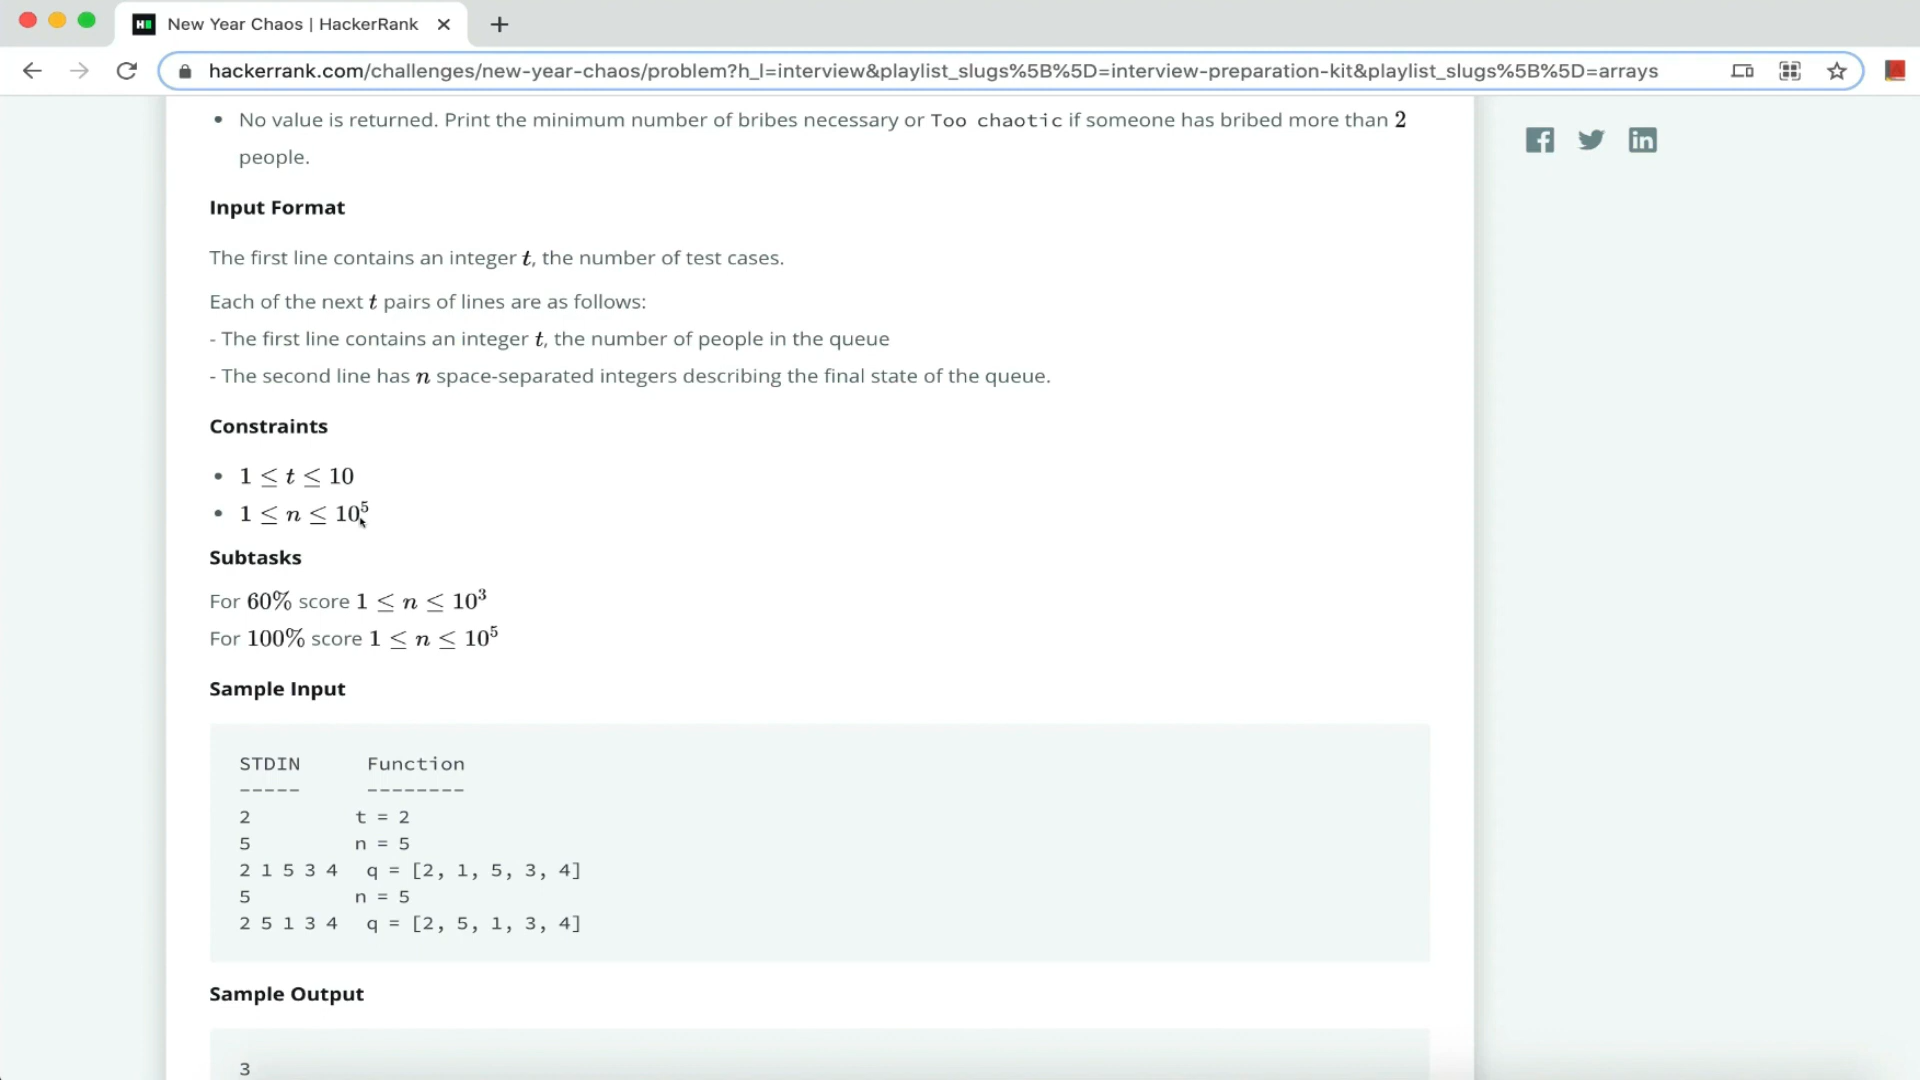 New Year Chaos | HackerRank
hackerrank.com/challenges/new-year-chaos/problem?h_l=interview&playlist_slugs%5B%5D=interview-preparation-kit&playlist_slugs%5B%5D=arrays
• No value is returned. Print the minimum number of bribes necessary or Too chaotic if someone has bribed more than 2
people.
Input Format
The first line contains an integer t, the number of test cases.
Each of the next t pairs of lines are as follows:
- The first line contains an integer t, the number of people in the queue
- The second line has n space-separated integers describing the final state of the queue.
Constraints
• 1 ≤ t ≤ 10
• 1 ≤ n ≤ 10⁵
Subtasks
For 60% score 1 ≤ n ≤ 10³
For 100% score 1 ≤ n ≤ 10⁵
Sample Input
STDIN Function
----- --------
2 t = 2
5 n = 5
2 1 5 3 4 q = [2, 1, 5, 3, 4]
5 n = 5
2 5 1 3 4 q = [2, 5, 1, 3, 4]
Sample Output
3